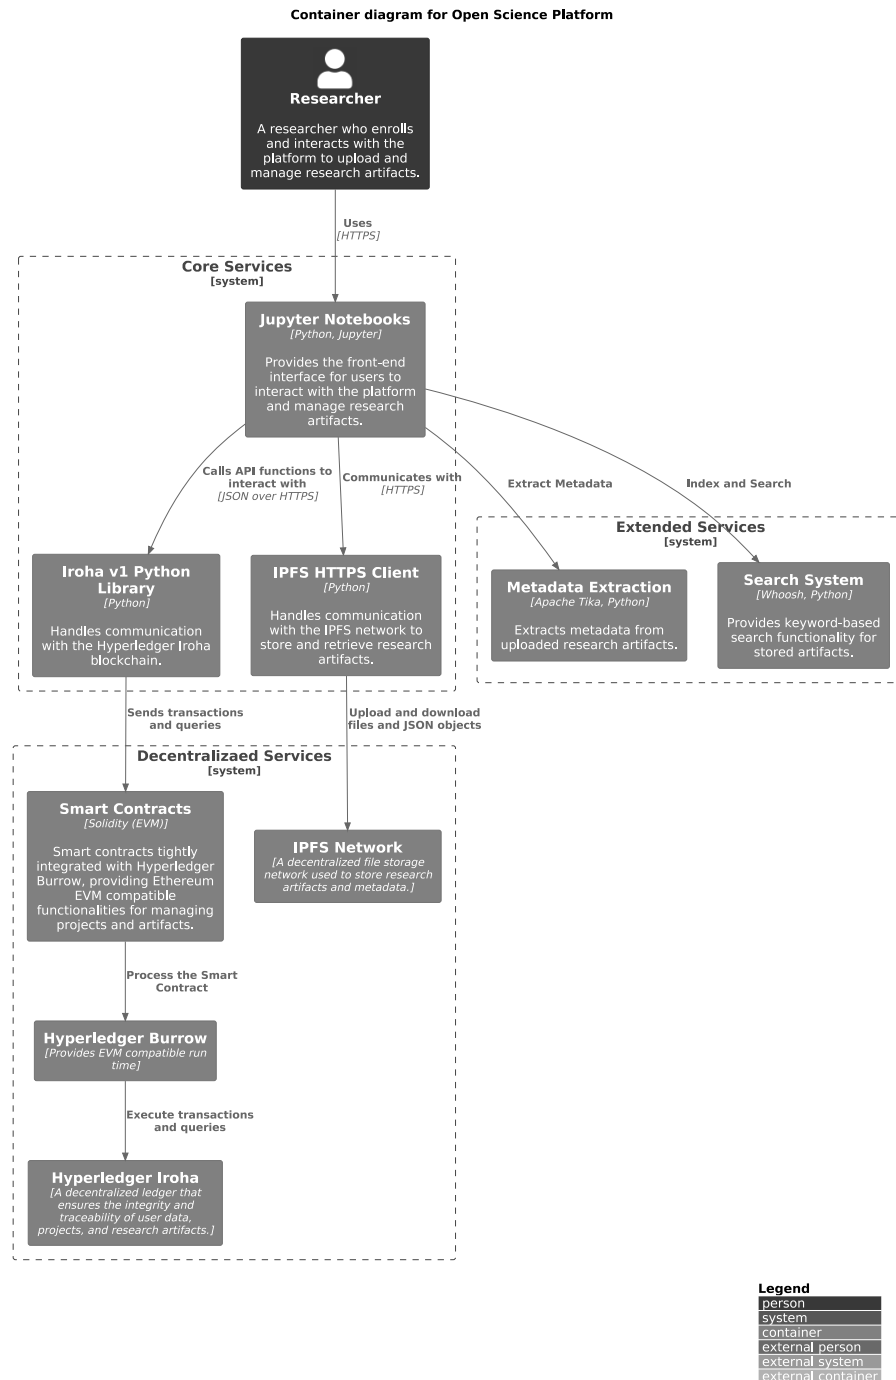 Container diagram for Open Science Platform
Researcher
A researcher who enrolls
and interacts with the
platform to upload and
manage research artifacts.
Uses
[HTTPS]
Core Services
[system]
Jupyter Notebooks
[Python, Jupyter]
Provides the front-end
interface for users to
interact with the platform
and manage research
artifacts.
Calls API functions to
interact with
[JSON over HTTPS]
Communicates with
[HTTPS]
Extract Metadata
Index and Search
Extended Services
[system]
Iroha v1 Python
Library
[Python]
Handles communication
with the Hyperledger Iroha
blockchain.
IPFS HTTPS Client
[Python]
Handles communication
with the IPFS network to
store and retrieve research
artifacts.
Metadata Extraction
[Apache Tika, Python]
Extracts metadata from
uploaded research artifacts.
Search System
[Whoosh, Python]
Provides keyword-based
search functionality for
stored artifacts.
Sends transactions
and queries
Upload and download
files and JSON objects
Decentralizaed Services
[system]
Smart Contracts
[Solidity (EVM)]
Smart contracts tightly
integrated with Hyperledger
Burrow, providing Ethereum
EVM compatible
functionalities for managing
projects and artifacts.
IPFS Network
[A decentralized file storage
network used to store research
artifacts and metadata.]
Process the Smart
Contract
Hyperledger Burrow
[Provides EVM compatible run
time]
Execute transactions
and queries
Hyperledger Iroha
[A decentralized ledger that
ensures the integrity and
traceability of user data,
projects, and research artifacts.]
Legend
person
system
container
external person
external system
external container